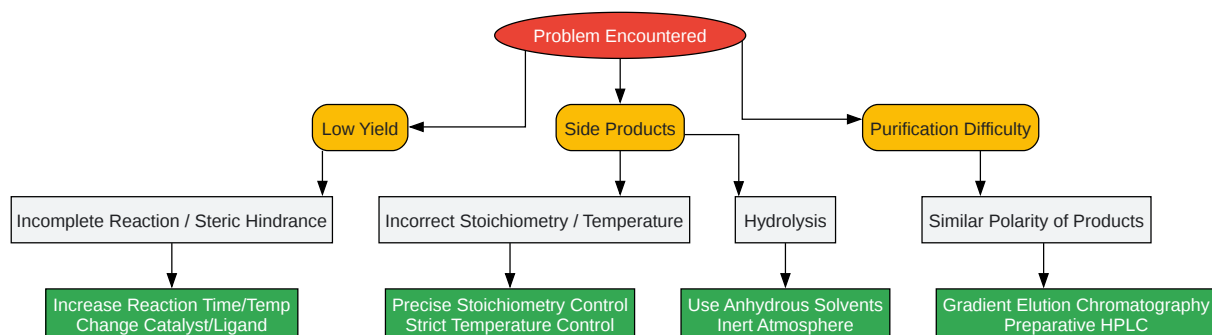 Problem Encountered
Low Yield
Side Products
Purification Difficulty
Incomplete Reaction / Steric Hindrance
Incorrect Stoichiometry / Temperature
Hydrolysis
Similar Polarity of Products
Increase Reaction Time/Temp
Change Catalyst/Ligand
Precise Stoichiometry Control
Strict Temperature Control
Use Anhydrous Solvents
Inert Atmosphere
Gradient Elution Chromatography
Preparative HPLC